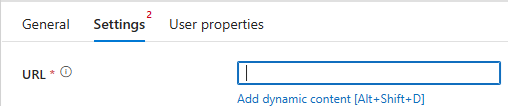 General Settings 2 User properties
URL * ⓘ
Add dynamic content [Alt+Shift+D]